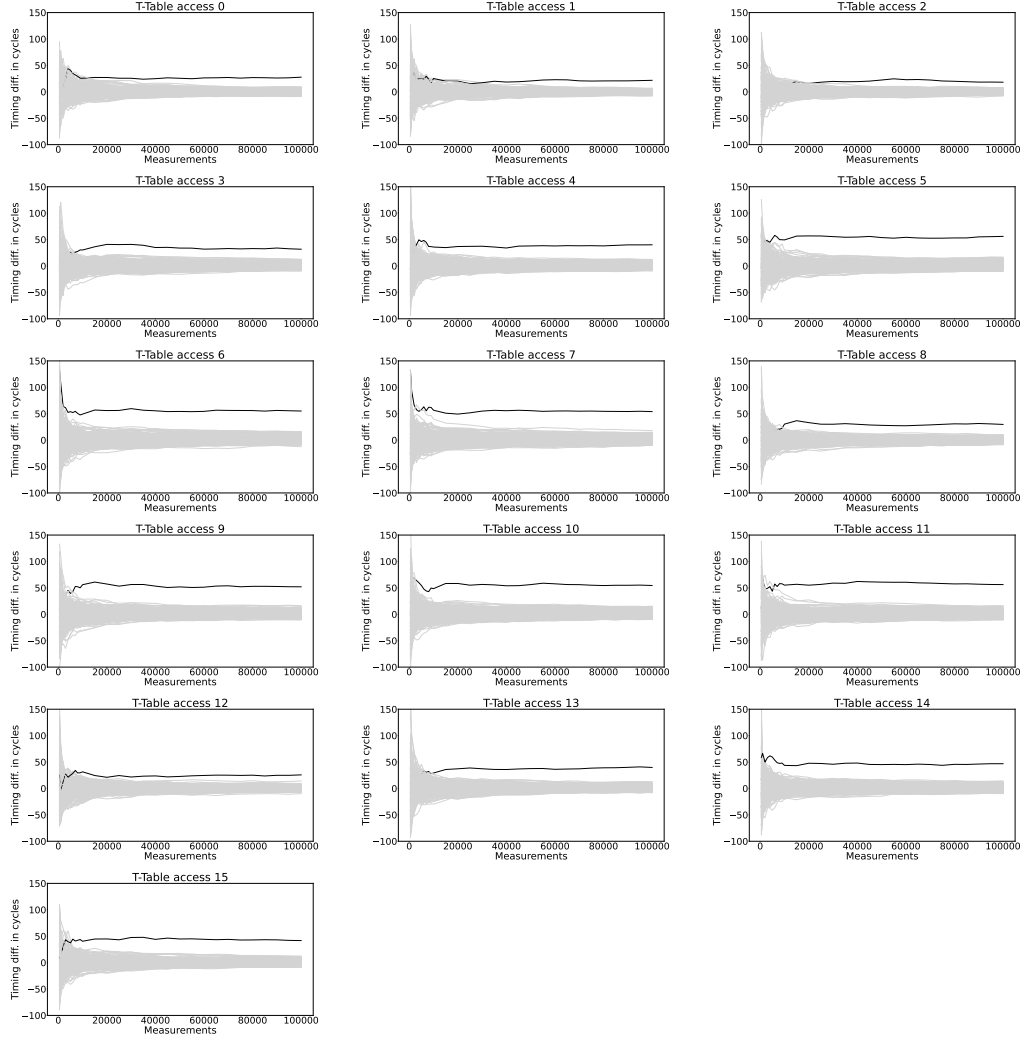 T-Table access 0 T-Table access 1 T-Table access 2
150 150 150
100 100 100
50 50 50
0 0 0
−50 −50 −50
−100 −100 −100
Timing diff. in cycles Timing diff. in cycles Timing diff. in cycles
0 20000 40000 60000 80000 100000 0 20000 40000 60000 80000 100000 0 20000 40000 60000 80000 100000
Measurements Measurements Measurements
T-Table access 3 T-Table access 4 T-Table access 5
150 150 150
100 100 100
50 50 50
0 0 0
−50 −50 −50
−100 −100 −100
Timing diff. in cycles Timing diff. in cycles Timing diff. in cycles
0 20000 40000 60000 80000 100000 0 20000 40000 60000 80000 100000 0 20000 40000 60000 80000 100000
Measurements Measurements Measurements
T-Table access 6 T-Table access 7 T-Table access 8
150 150 150
100 100 100
50 50 50
0 0 0
−50 −50 −50
−100 −100 −100
Timing diff. in cycles Timing diff. in cycles Timing diff. in cycles
0 20000 40000 60000 80000 100000 0 20000 40000 60000 80000 100000 0 20000 40000 60000 80000 100000
Measurements Measurements Measurements
T-Table access 9 T-Table access 10 T-Table access 11
150 150 150
100 100 100
50 50 50
0 0 0
−50 −50 −50
−100 −100 −100
Timing diff. in cycles Timing diff. in cycles Timing diff. in cycles
0 20000 40000 60000 80000 100000 0 20000 40000 60000 80000 100000 0 20000 40000 60000 80000 100000
Measurements Measurements Measurements
T-Table access 12 T-Table access 13 T-Table access 14
150 150 150
100 100 100
50 50 50
0 0 0
−50 −50 −50
−100 −100 −100
Timing diff. in cycles Timing diff. in cycles Timing diff. in cycles
0 20000 40000 60000 80000 100000 0 20000 40000 60000 80000 100000 0 20000 40000 60000 80000 100000
Measurements Measurements Measurements
T-Table access 15
150
100
50
0
−50
−100
Timing diff. in cycles
0 20000 40000 60000 80000 100000
Measurements